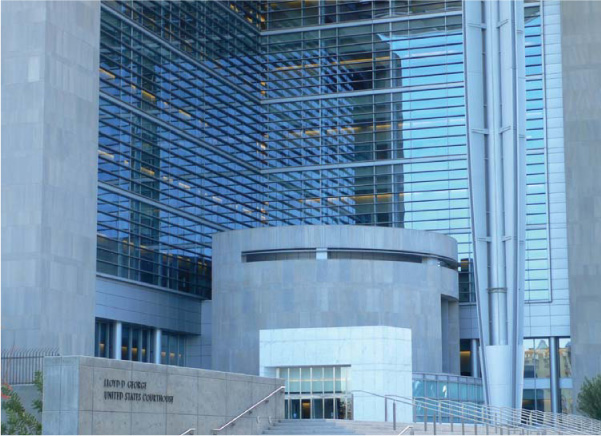 LLOYD D. GEORGE
UNITED STATES COURTHOUSE